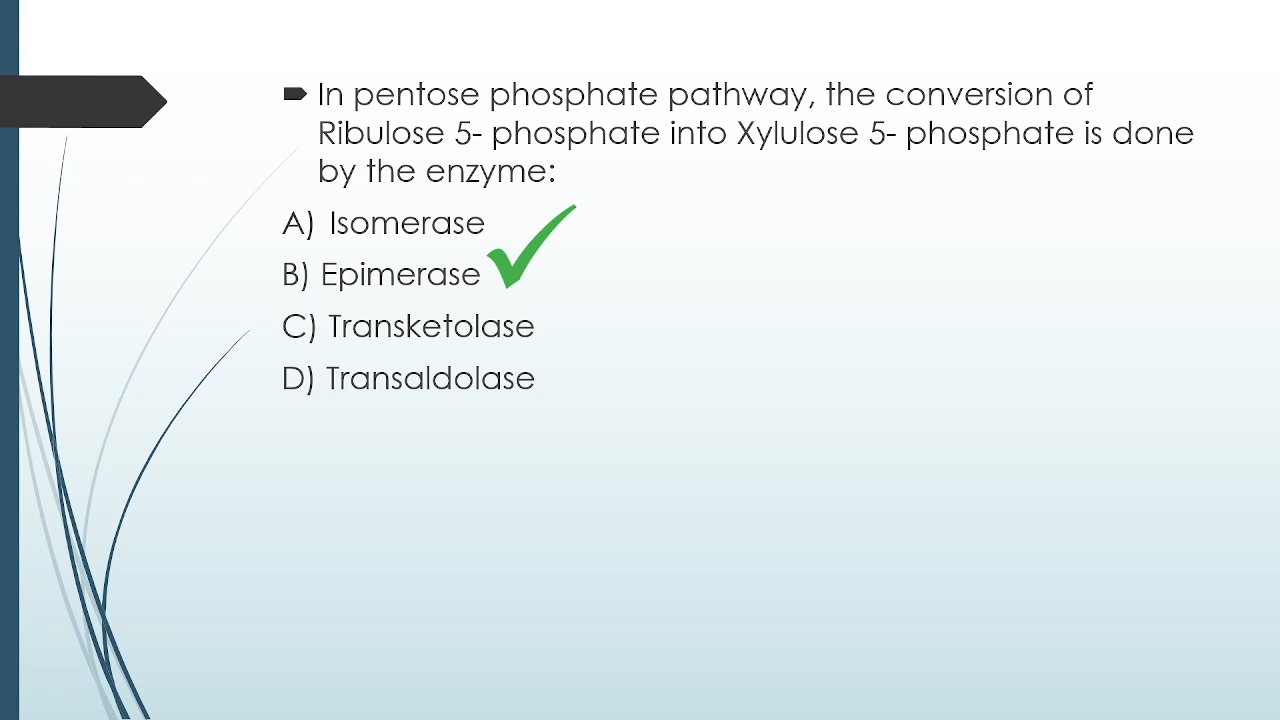 In pentose phosphate pathway, the conversion of
Ribulose 5- phosphate into Xylulose 5- phosphate is done
by the enzyme:
A) Isomerase
B) Epimerase
C) Transketolase
D) Transaldolase